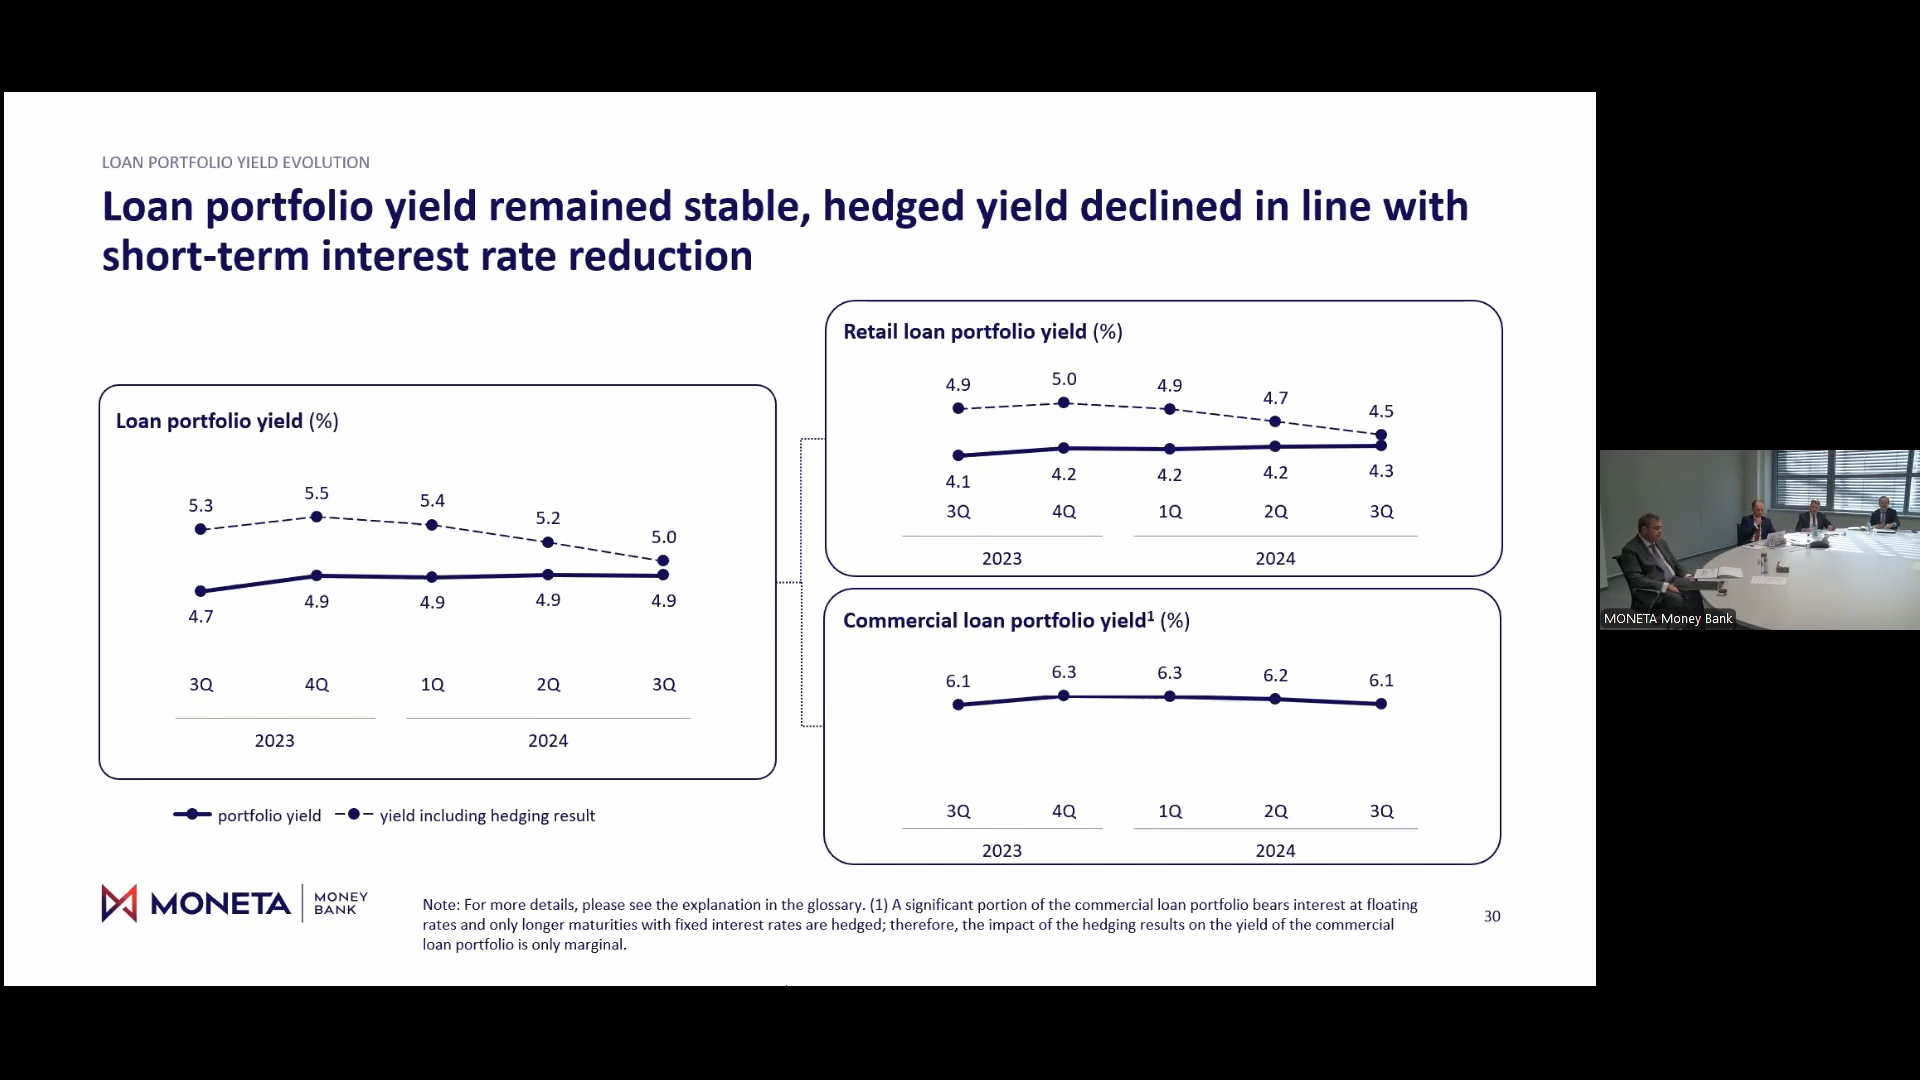 LOAN PORTFOLIO YIELD EVOLUTION
Loan portfolio yield remained stable, hedged yield declined in line with
short-term interest rate reduction
Loan portfolio yield (%)
5.3 5.5 5.4 5.2 5.0
4.7 4.9 4.9 4.9 4.9
3Q 4Q 1Q 2Q 3Q
2023 2024
portfolio yield yield including hedging result
Retail loan portfolio yield (%)
4.9 5.0 4.9 4.7 4.5
4.1 4.2 4.2 4.2 4.3
3Q 4Q 1Q 2Q 3Q
2023 2024
Commercial loan portfolio yield¹ (%)
6.1 6.3 6.3 6.2 6.1
3Q 4Q 1Q 2Q 3Q
2023 2024
MONETA MONEY
BANK
Note: For more details, please see the explanation in the glossary. (1) A significant portion of the commercial loan portfolio bears interest at floating
rates and only longer maturities with fixed interest rates are hedged; therefore, the impact of the hedging results on the yield of the commercial
loan portfolio is only marginal.
30
MONETA Money Bank